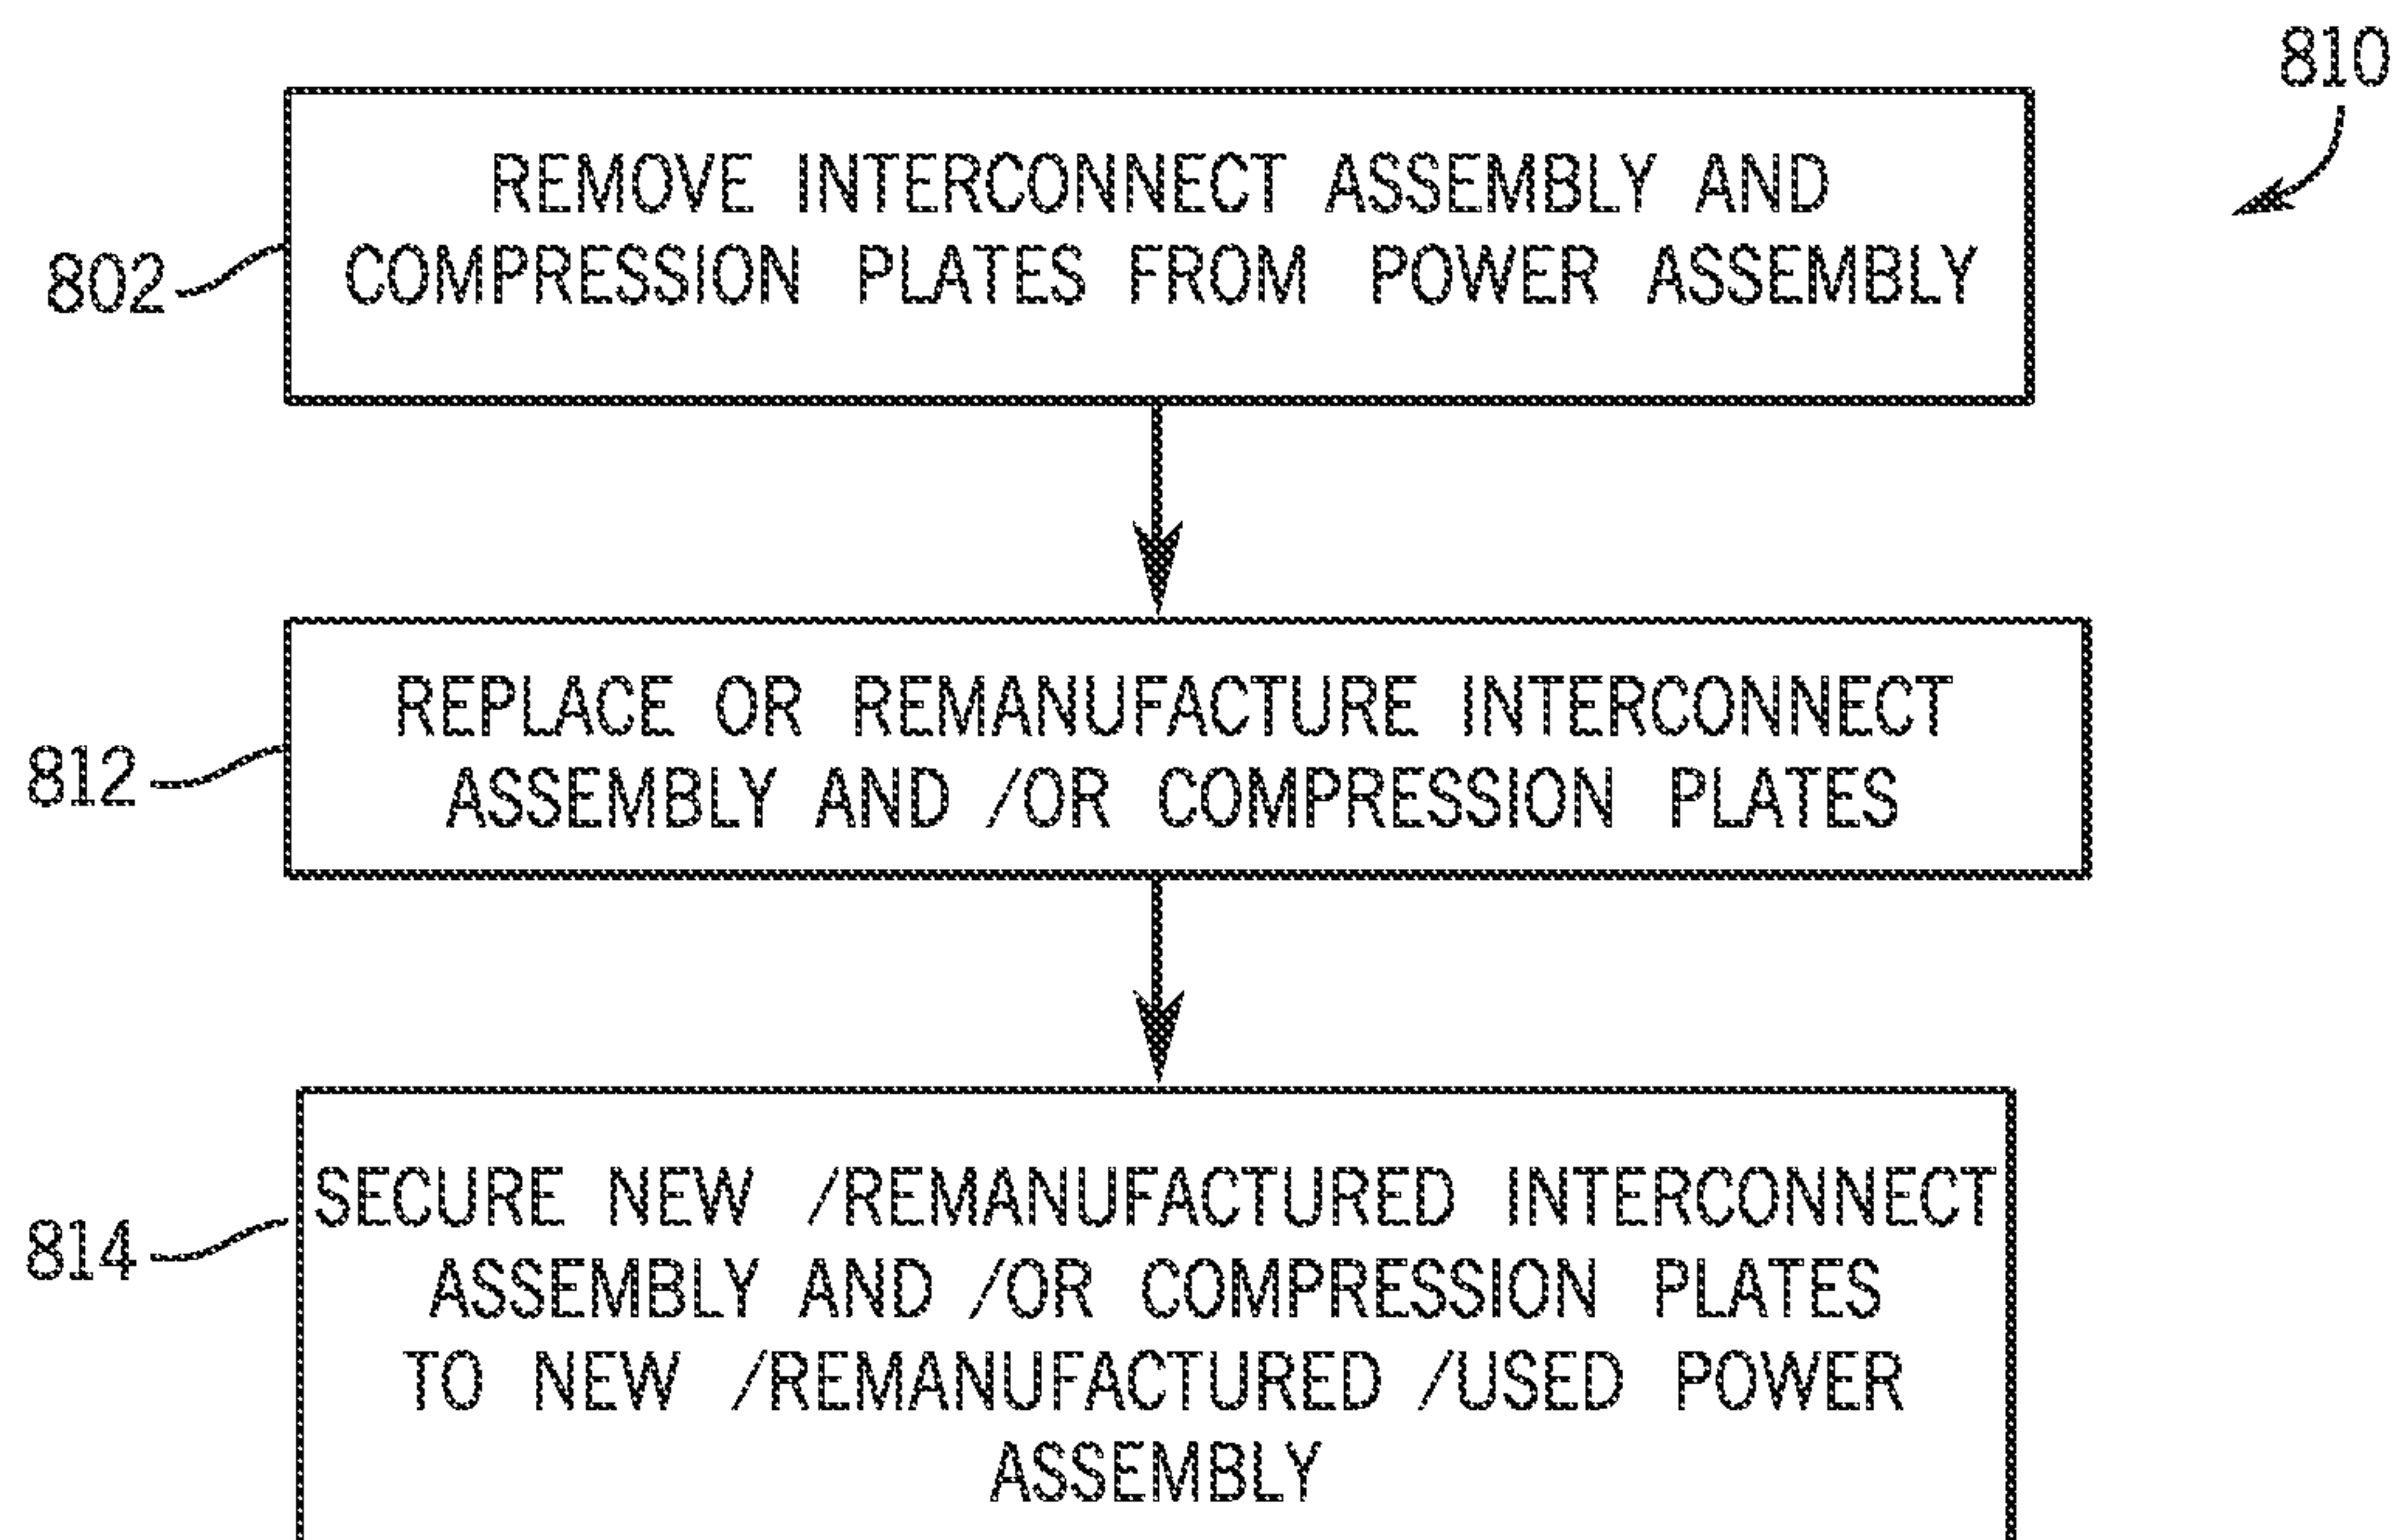 810
REMOVE INTERCONNECT ASSEMBLY AND
COMPRESSION PLATES FROM POWER ASSEMBLY
802
REPLACE OR REMANUFACTURE INTERCONNECT
ASSEMBLY AND /OR COMPRESSION PLATES
812
SECURE NEW /REMANUFACTURED INTERCONNECT
ASSEMBLY AND /OR COMPRESSION PLATES
TO NEW /REMANUFACTURED /USED POWER
ASSEMBLY
814